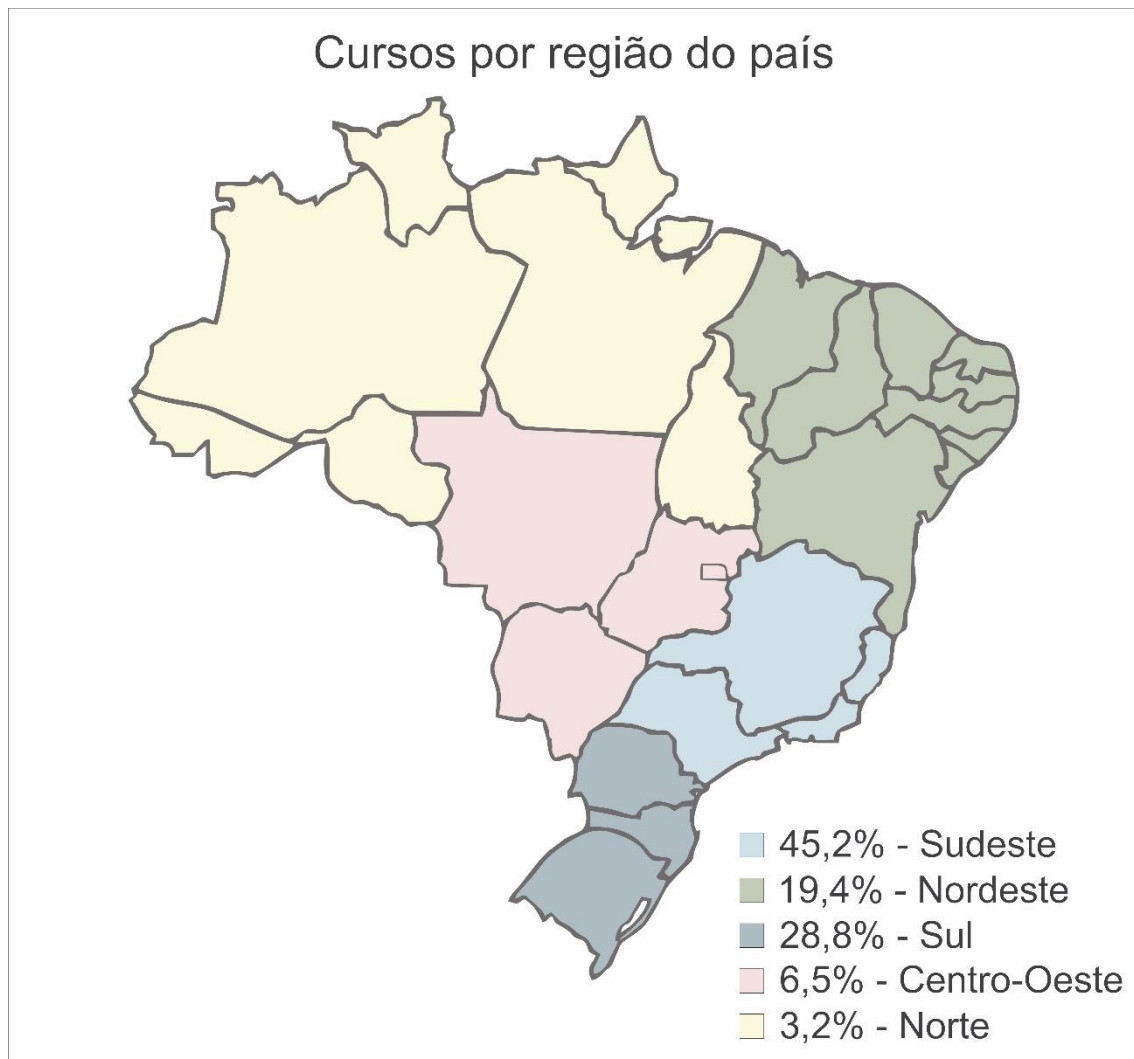 Cursos por região do país
45,2% - Sudeste
19,4% - Nordeste
28,8% - Sul
6,5% - Centro-Oeste
3,2% - Norte